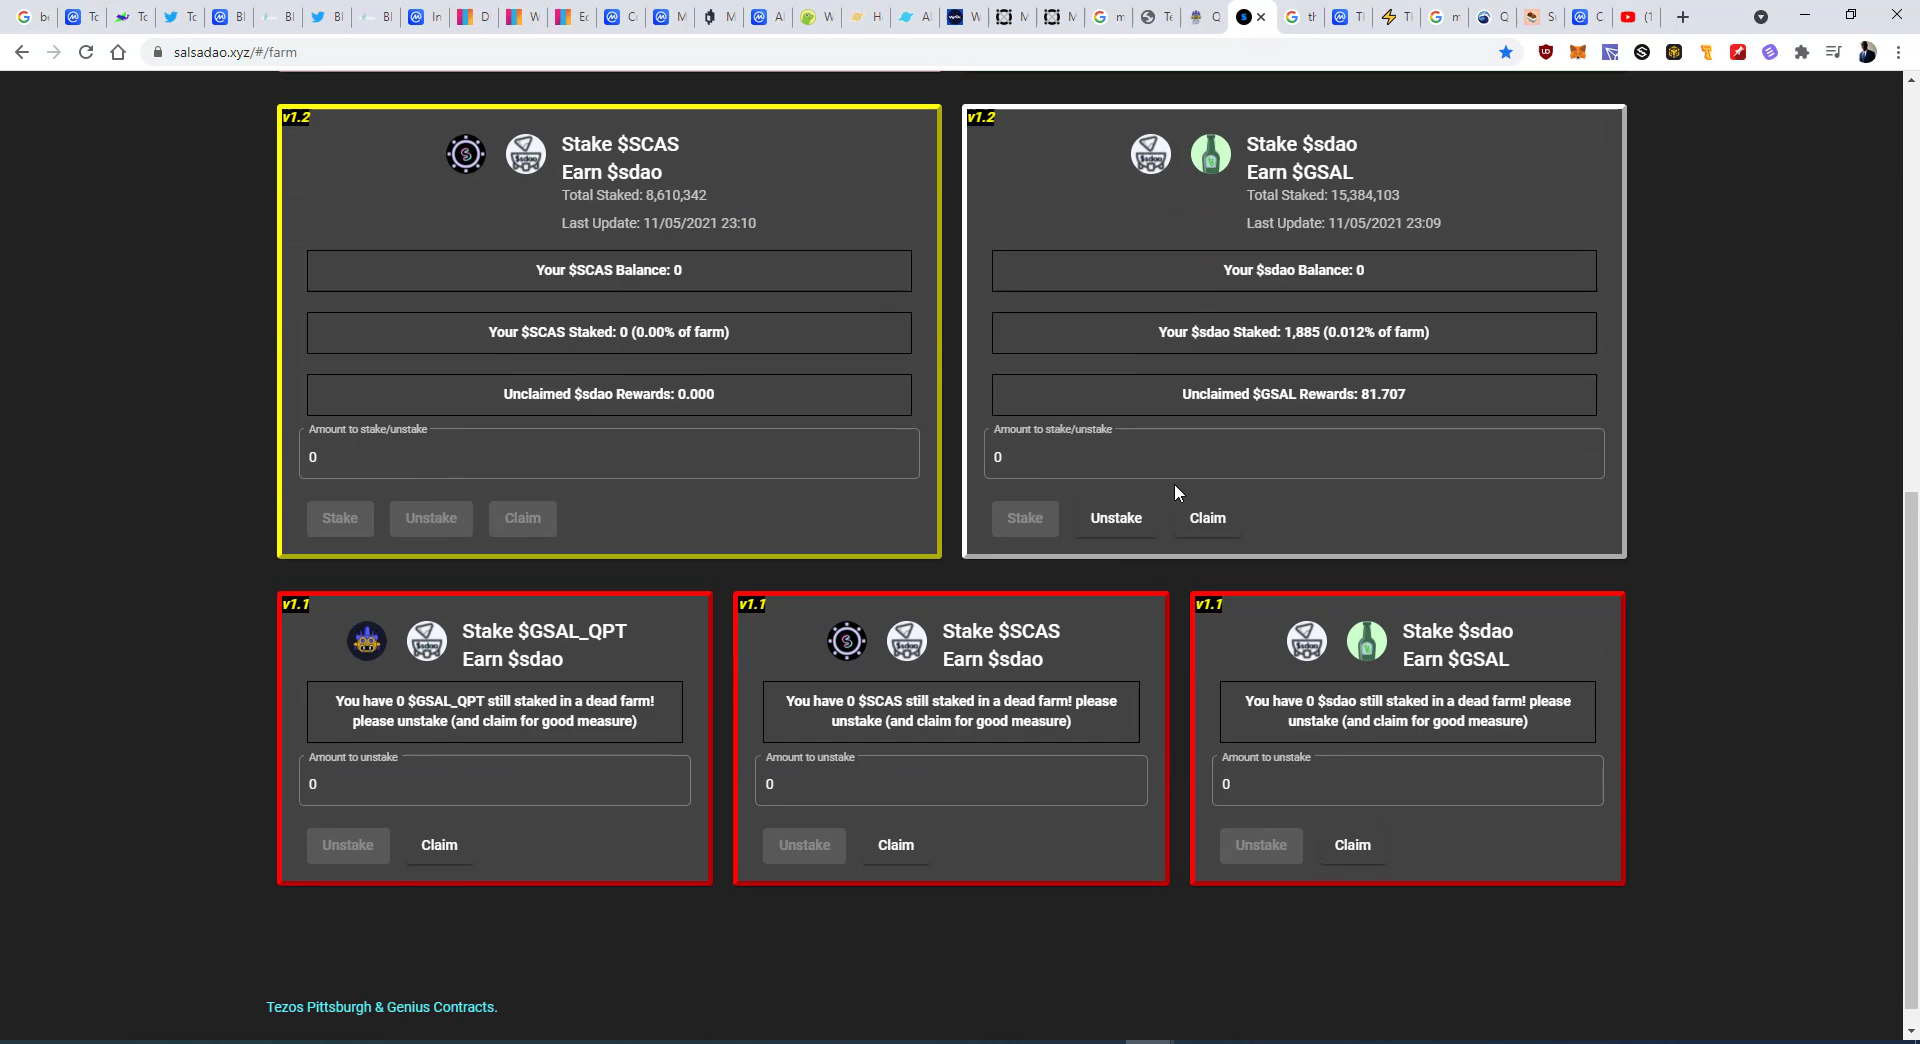 salsadao.xyz/#/farm
v1.2
Stake $SCAS
Earn $sdao
Total Staked: 8,610,342
Last Update: 11/05/2021 23:10
Your $SCAS Balance: 0
Your $SCAS Staked: 0 (0.00% of farm)
Unclaimed $sdao Rewards: 0.000
Amount to stake/unstake
0
Stake Unstake Claim
v1.2
Stake $sdao
Earn $GSAL
Total Staked: 15,384,103
Last Update: 11/05/2021 23:09
Your $sdao Balance: 0
Your $sdao Staked: 1,885 (0.012% of farm)
Unclaimed $GSAL Rewards: 81.707
Amount to stake/unstake
0
Stake Unstake Claim
v1.1
Stake $GSAL_QPT
Earn $sdao
You have 0 $GSAL_QPT still staked in a dead farm!
please unstake (and claim for good measure)
Amount to unstake
0
Unstake Claim
v1.1
Stake $SCAS
Earn $sdao
You have 0 $SCAS still staked in a dead farm! please
unstake (and claim for good measure)
Amount to unstake
0
Unstake Claim
v1.1
Stake $sdao
Earn $GSAL
You have 0 $sdao still staked in a dead farm! please
unstake (and claim for good measure)
Amount to unstake
0
Unstake Claim
Tezos Pittsburgh & Genius Contracts.